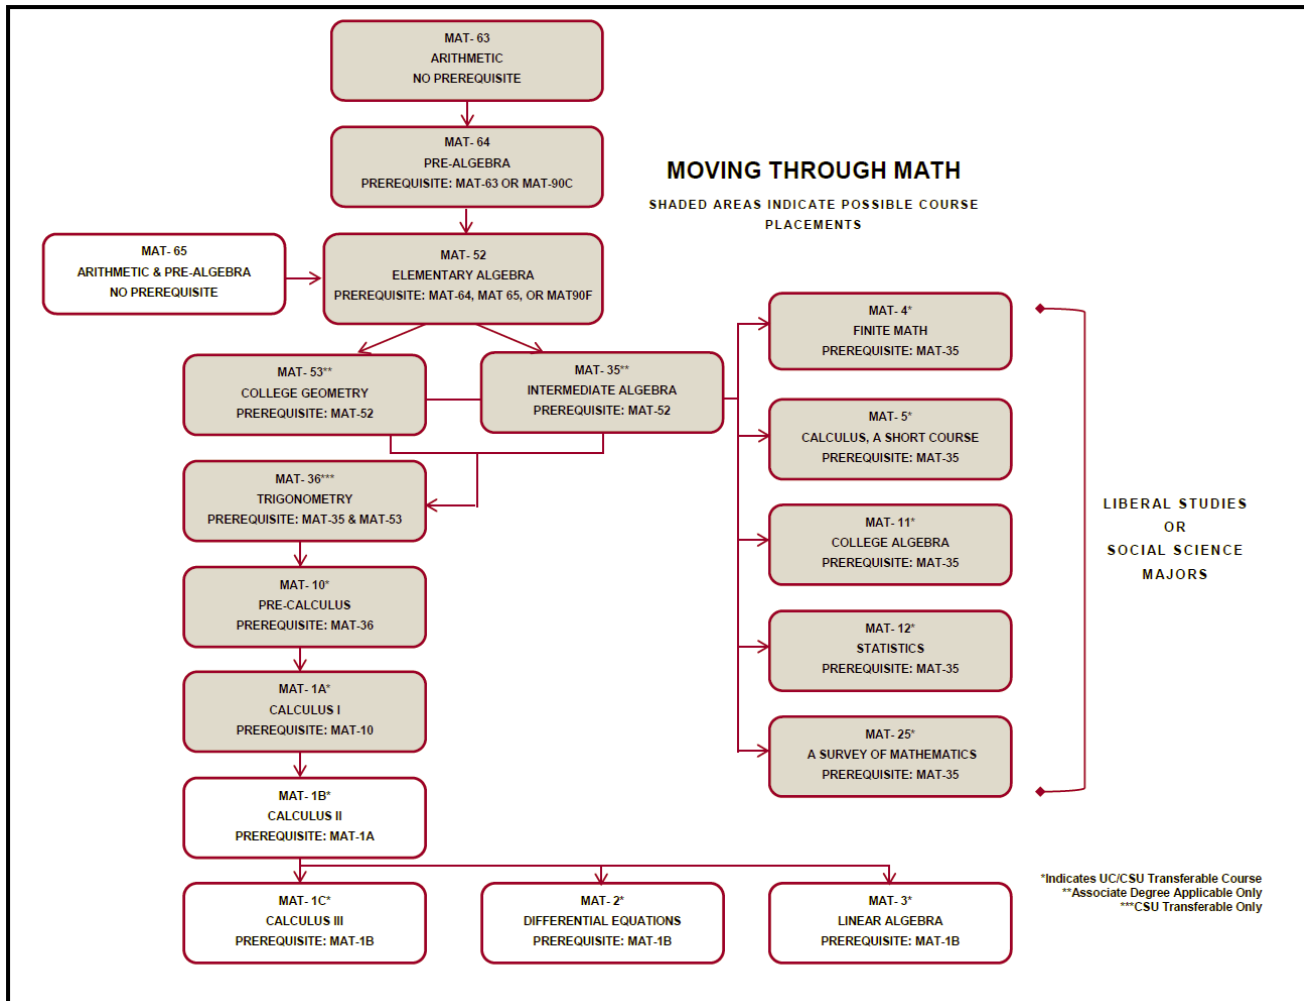 MAT- 63
ARITHMETIC
NO PREREQUISITE
MAT- 64
PRE-ALGEBRA
PREREQUISITE: MAT-63 OR MAT-90C
MOVING THROUGH MATH
SHADED AREAS INDICATE POSSIBLE COURSE
PLACEMENTS
MAT- 65
ARITHMETIC & PRE-ALGEBRA
NO PREREQUISITE
MAT- 52
ELEMENTARY ALGEBRA
PREREQUISITE: MAT-64, MAT 65, OR MAT90F
MAT- 53**
COLLEGE GEOMETRY
PREREQUISITE: MAT-52
MAT- 35**
INTERMEDIATE ALGEBRA
PREREQUISITE: MAT-52
MAT- 36***
TRIGONOMETRY
PREREQUISITE: MAT-35 & MAT-53
MAT- 10*
PRE-CALCULUS
PREREQUISITE: MAT-36
MAT- 1A*
CALCULUS I
PREREQUISITE: MAT-10
MAT- 1B*
CALCULUS II
PREREQUISITE: MAT-1A
MAT- 1C*
CALCULUS III
PREREQUISITE: MAT-1B
MAT- 2*
DIFFERENTIAL EQUATIONS
PREREQUISITE: MAT-1B
MAT- 3*
LINEAR ALGEBRA
PREREQUISITE: MAT-1B
MAT- 4*
FINITE MATH
PREREQUISITE: MAT-35
MAT- 5*
CALCULUS, A SHORT COURSE
PREREQUISITE: MAT-35
MAT- 11*
COLLEGE ALGEBRA
PREREQUISITE: MAT-35
MAT- 12*
STATISTICS
PREREQUISITE: MAT-35
MAT- 25*
A SURVEY OF MATHEMATICS
PREREQUISITE: MAT-35
LIBERAL STUDIES
OR
SOCIAL SCIENCE
MAJORS
*Indicates UC/CSU Transferable Course
**Associate Degree Applicable Only
***CSU Transferable Only